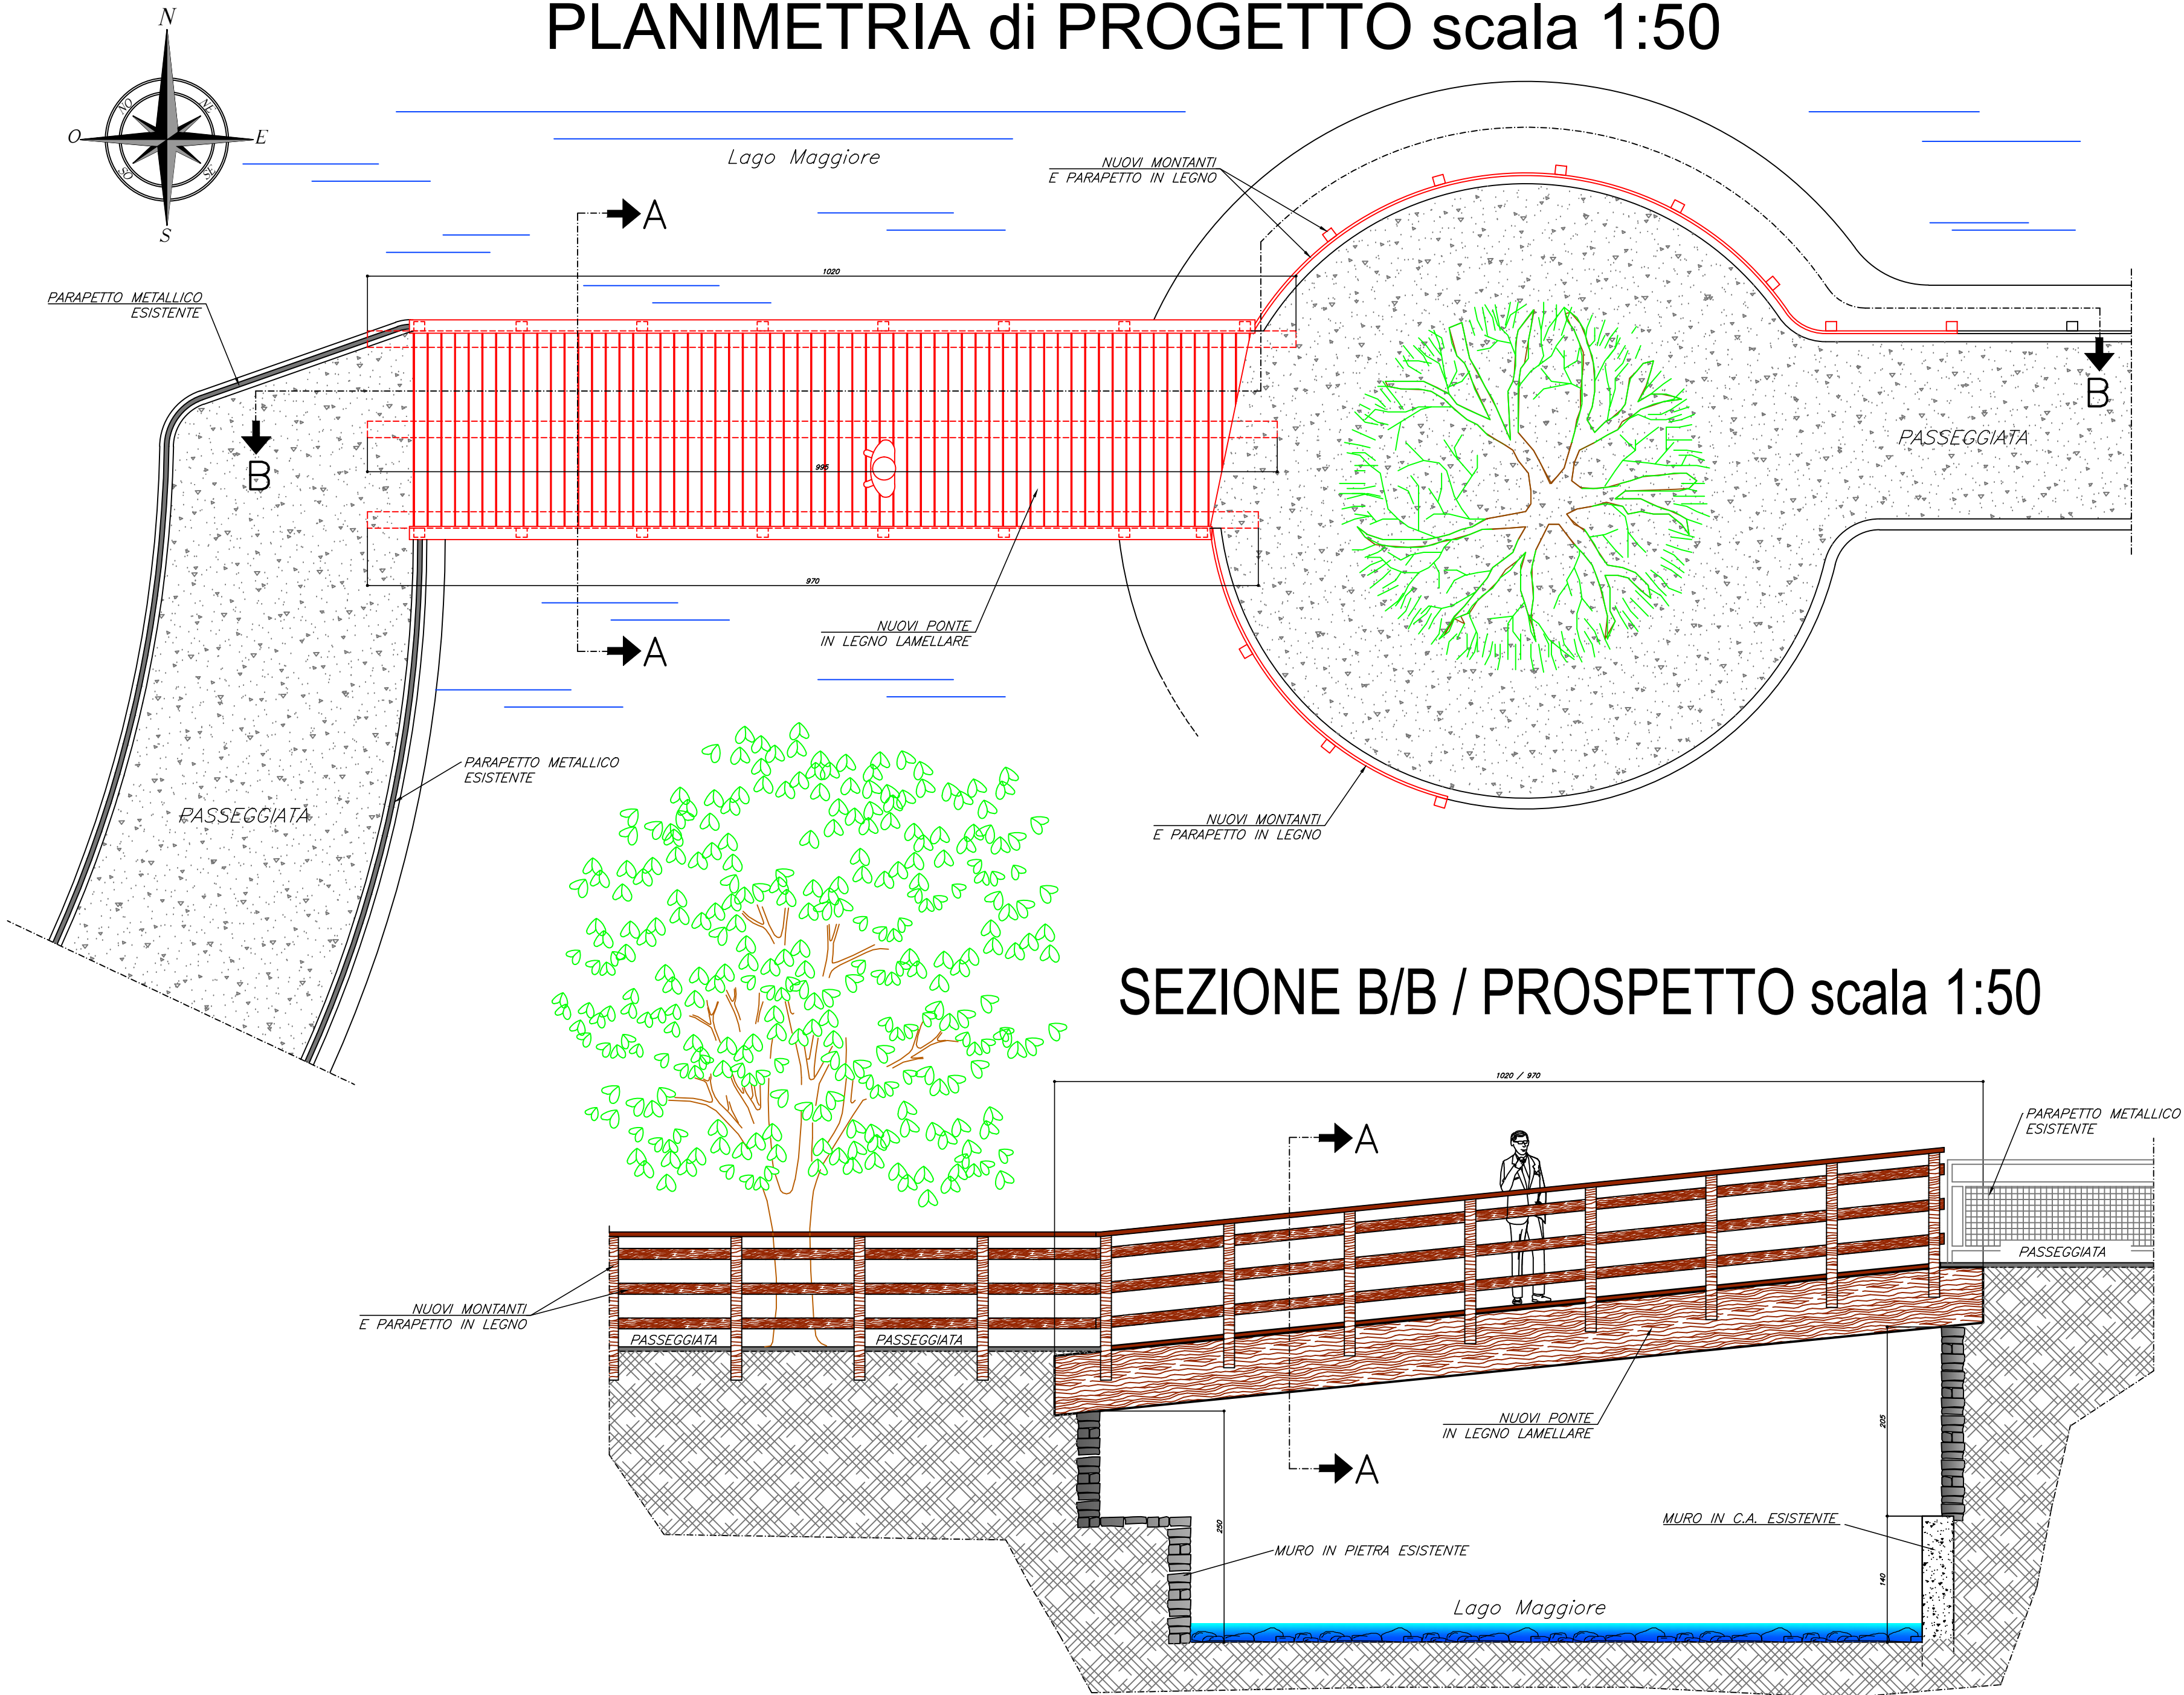 PLANIMETRIA di PROGETTO scala 1:50
N
NO
NE
O
E
SO
SE
S
Lago Maggiore
NUOVI MONTANTI
E PARAPETTO IN LEGNO
A
1020
PARAPETTO METALLICO
ESISTENTE
B
B
PASSEGGIATA
995
970
NUOVI PONTE
IN LEGNO LAMELLARE
A
PARAPETTO METALLICO
ESISTENTE
PASSEGGIATA
NUOVI MONTANTI
E PARAPETTO IN LEGNO
SEZIONE B/B / PROSPETTO scala 1:50
1020 / 970
A
PARAPETTO METALLICO
ESISTENTE
PASSEGGIATA
NUOVI MONTANTI
E PARAPETTO IN LEGNO
PASSEGGIATA
PASSEGGIATA
NUOVI PONTE
IN LEGNO LAMELLARE
205
A
250
MURO IN C.A. ESISTENTE
MURO IN PIETRA ESISTENTE
140
Lago Maggiore